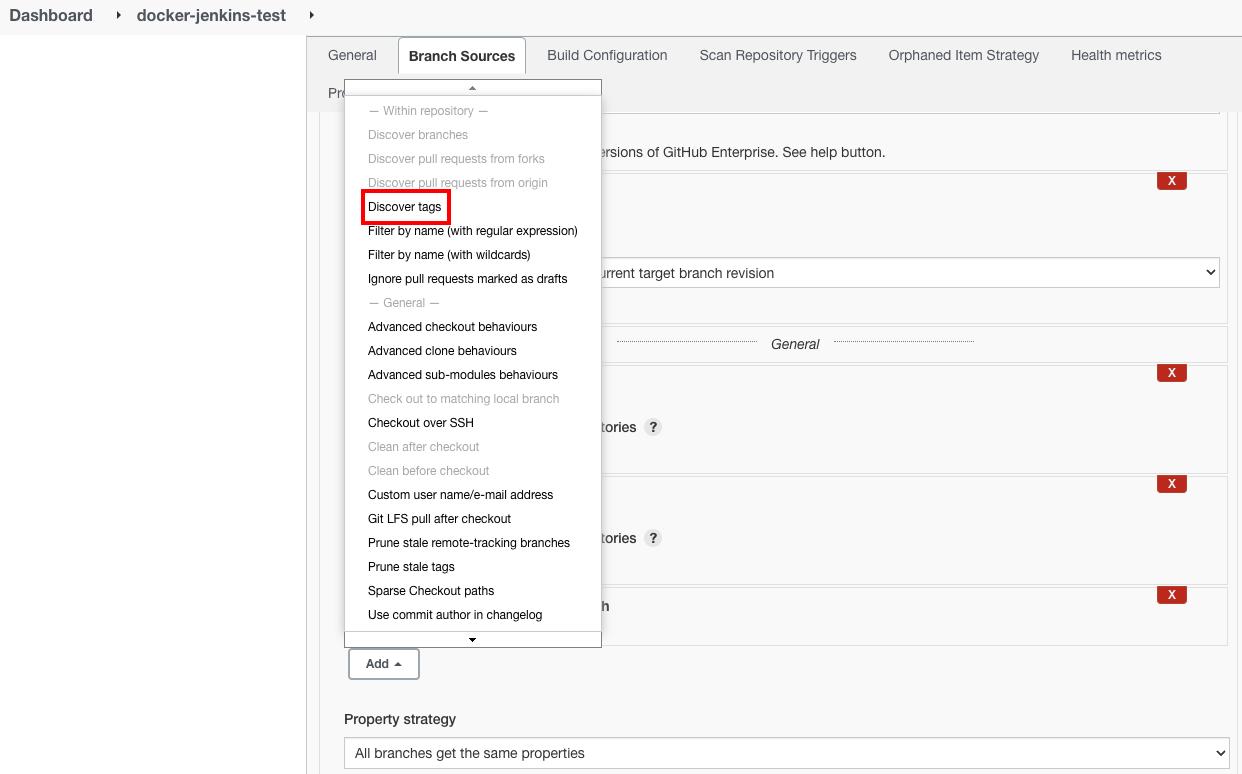 Dashboard docker-jenkins-test
General Branch Sources Build Configuration Scan Repository Triggers Orphaned Item Strategy Health metrics
— Within repository —
Discover branches
ersions of GitHub Enterprise. See help button.
Discover pull requests from forks
Discover pull requests from origin
X
Discover tags
Filter by name (with regular expression)
Filter by name (with wildcards)
urrent target branch revision
Ignore pull requests marked as drafts
— General —
Advanced checkout behaviours
General
Advanced clone behaviours
Advanced sub-modules behaviours
X
Check out to matching local branch
Checkout over SSH
tories ?
Clean after checkout
Clean before checkout
X
Custom user name/e-mail address
Git LFS pull after checkout
tories ?
Prune stale remote-tracking branches
Prune stale tags
Sparse Checkout paths
X
h
Use commit author in changelog
Add
Property strategy
All branches get the same properties